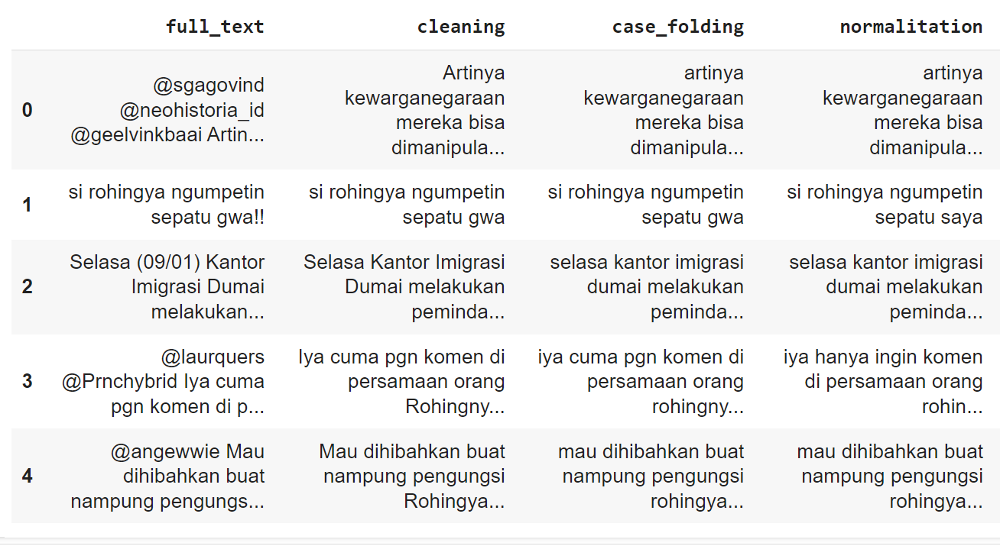 full_text cleaning case_folding normalitation
0 @sgagovind @neohistoria_id @geelvinkbaai Artin... Artinya kewarganegaraan mereka bisa dimanipula... artinya kewarganegaraan mereka bisa dimanipula... artinya kewarganegaraan mereka bisa dimanipula...
1 si rohingya ngumpetin sepatu gwa!! si rohingya ngumpetin sepatu gwa si rohingya ngumpetin sepatu gwa si rohingya ngumpetin sepatu saya
2 Selasa (09/01) Kantor Imigrasi Dumai melakukan... Selasa Kantor Imigrasi Dumai melakukan peminda... selasa kantor imigrasi dumai melakukan peminda... selasa kantor imigrasi dumai melakukan peminda...
3 @laurquers @Prnchybrid Iya cuma pgn komen di p... Iya cuma pgn komen di persamaan orang Rohingny... iya cuma pgn komen di persamaan orang rohingny... iya hanya ingin komen di persamaan orang rohin...
4 @angewwie Mau dihibahkan buat nampung pengungs... Mau dihibahkan buat nampung pengungsi Rohingya... mau dihibahkan buat nampung pengungsi rohingya... mau dihibahkan buat nampung pengungsi rohingya...